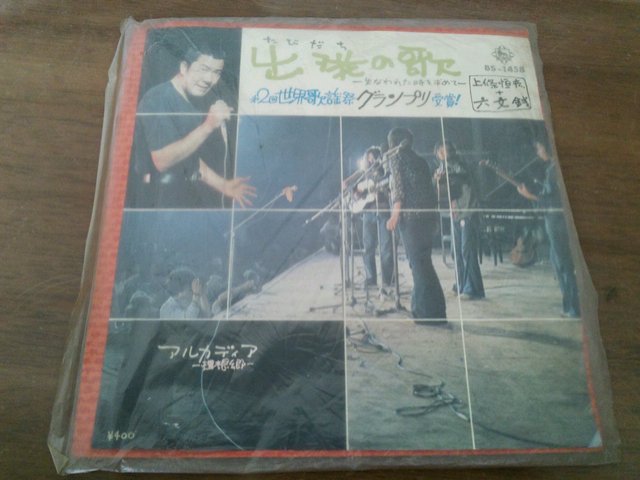 たびだち
出発の歌
—失なわれた時を求めて—
第2回世界歌謡祭グランプリ受賞!
BS-1458
上條恒彦
+
六文銭
アルカディア
—理想郷—
¥400